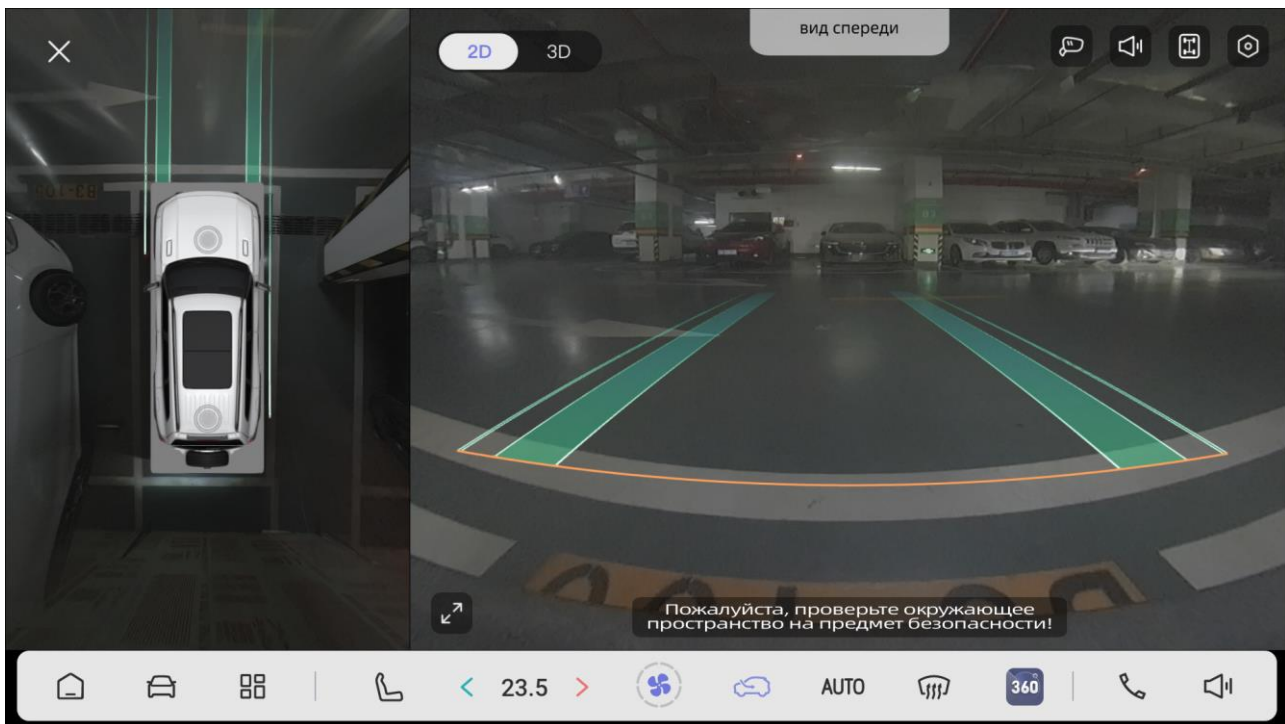 2D
3D
вид спереди
Пожалуйста, проверьте окружающее
пространство на предмет безопасности!
23.5
AUTO
360